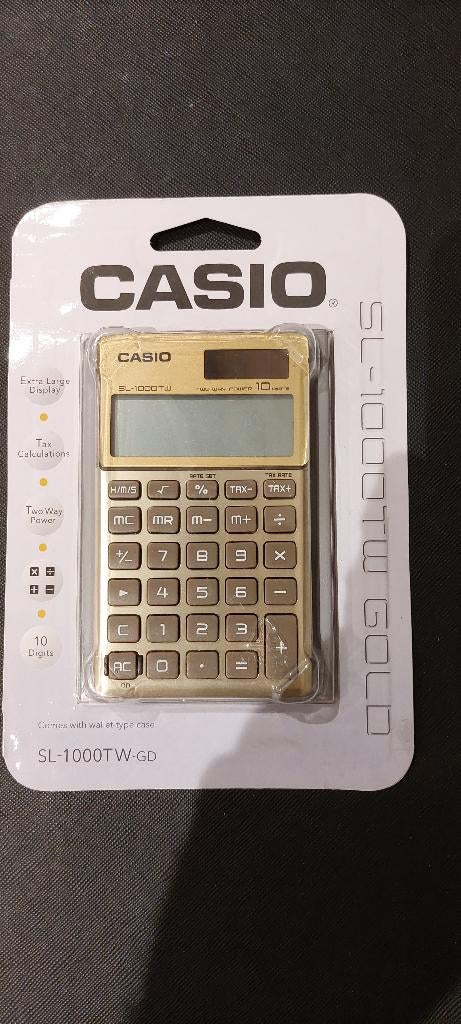 CASIO®
SL-1000TW GOLD
Extra Large
Display
Tax
Calculations
Two Way
Power
× ÷
+ −
10
Digits
CASIO
SL-1000TW TWO WAY POWER 10 DIGITS
RATE SET TAX RATE
H/M/S √ % TAX- TAX+
MC MR M- M+ ÷
+/- 7 8 9 ×
▶ 4 5 6 −
C 1 2 3 +
AC 0 · =
ON
Comes with wallet-type case
SL-1000TW-GD